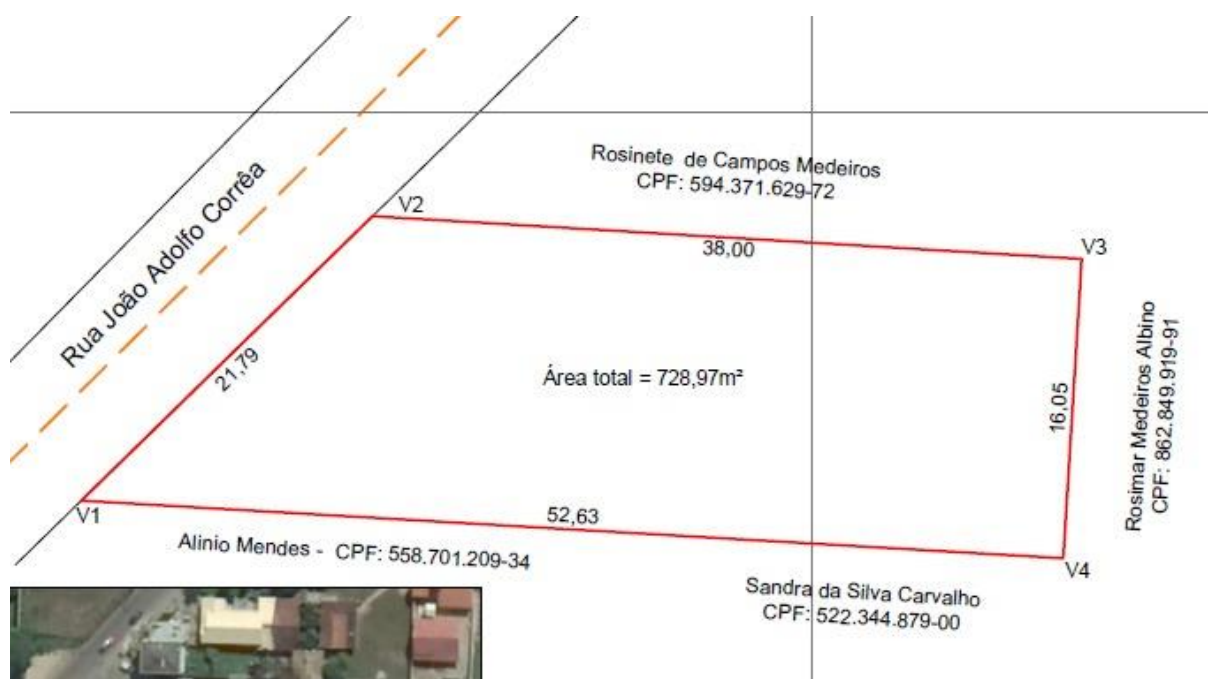 Rosinete de Campos Medeiros
CPF: 594.371.629-72
Rua João Adolfo Corrêa
V2
38,00
V3
21,79
Área total = 728,97m²
16,05
Rosimar Medeiros Albino
CPF: 862.849.919-91
V1
52,63
Alinio Mendes - CPF: 558.701.209-34
V4
Sandra da Silva Carvalho
CPF: 522.344.879-00